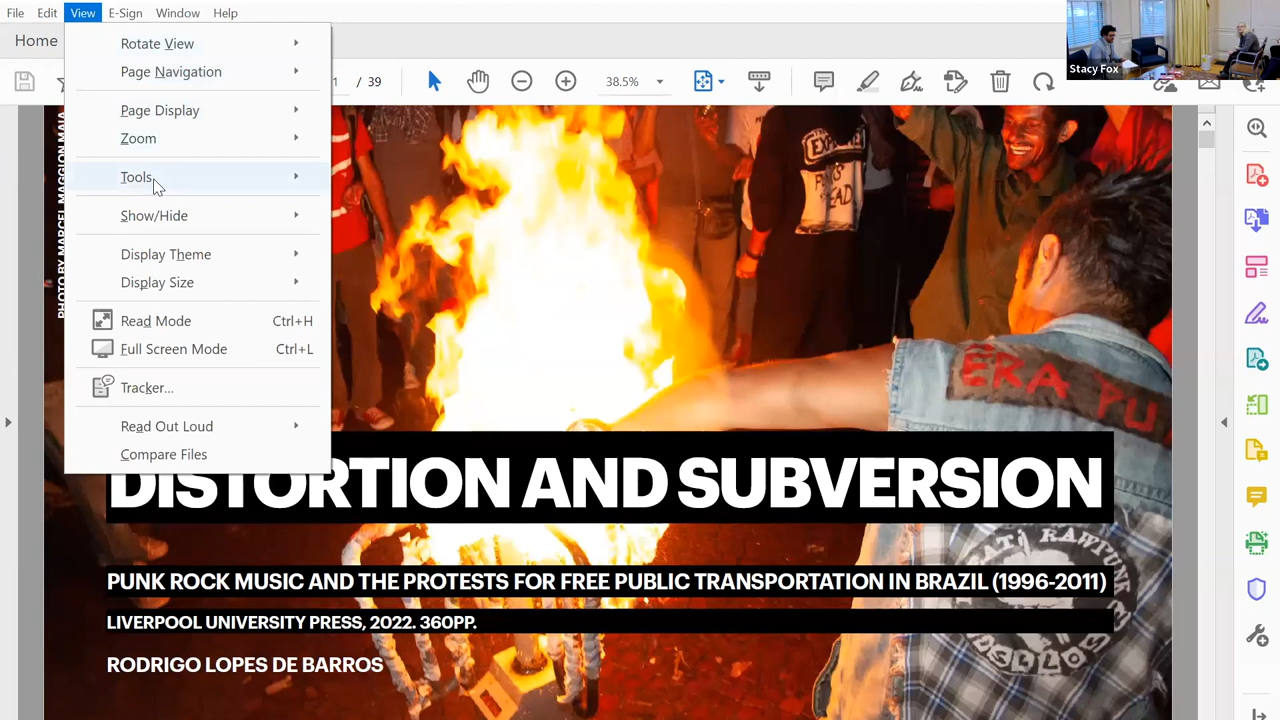 File Edit View E-Sign Window Help
Home
Rotate View
Page Navigation
Page Display
Zoom
Tools
Show/Hide
Display Theme
Display Size
Read Mode Ctrl+H
Full Screen Mode Ctrl+L
Tracker...
Read Out Loud
Compare Files
1 / 39
38.5%
Stacy Fox
PHOTO BY MARCEL MAGGION MAIA
ERA PU
RAWPUNK
DISTORTION AND SUBVERSION
PUNK ROCK MUSIC AND THE PROTESTS FOR FREE PUBLIC TRANSPORTATION IN BRAZIL (1996-2011)
LIVERPOOL UNIVERSITY PRESS, 2022. 360PP.
RODRIGO LOPES DE BARROS